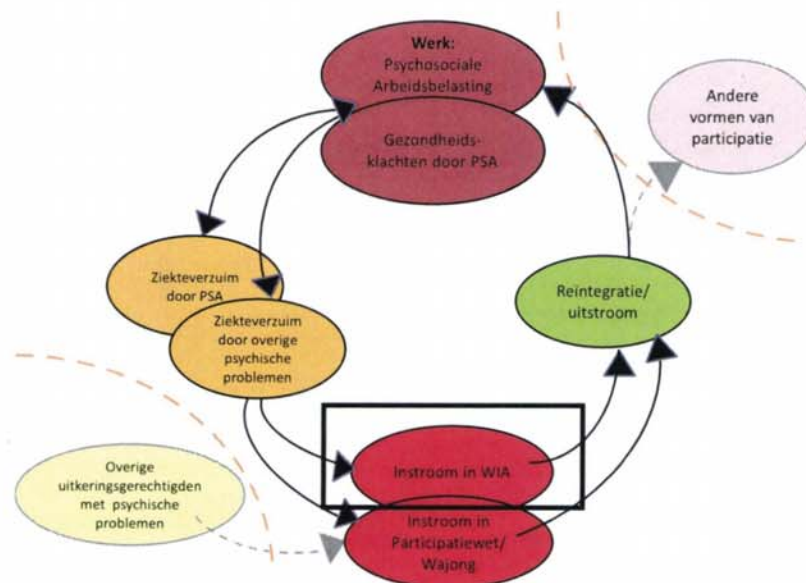 Werk:
Psychosociale
Arbeidsbelasting
Gezondheids-
klachten door PSA
Andere
vormen van
participatie
Ziekteverzuim
door PSA
Ziekteverzuim
door overige
psychische
problemen
Reïntegratie/
uitstroom
Overige
uitkeringsgerechtigden
met psychische
problemen
Instroom in WIA
Instroom in
Participatiewet/
Wajong